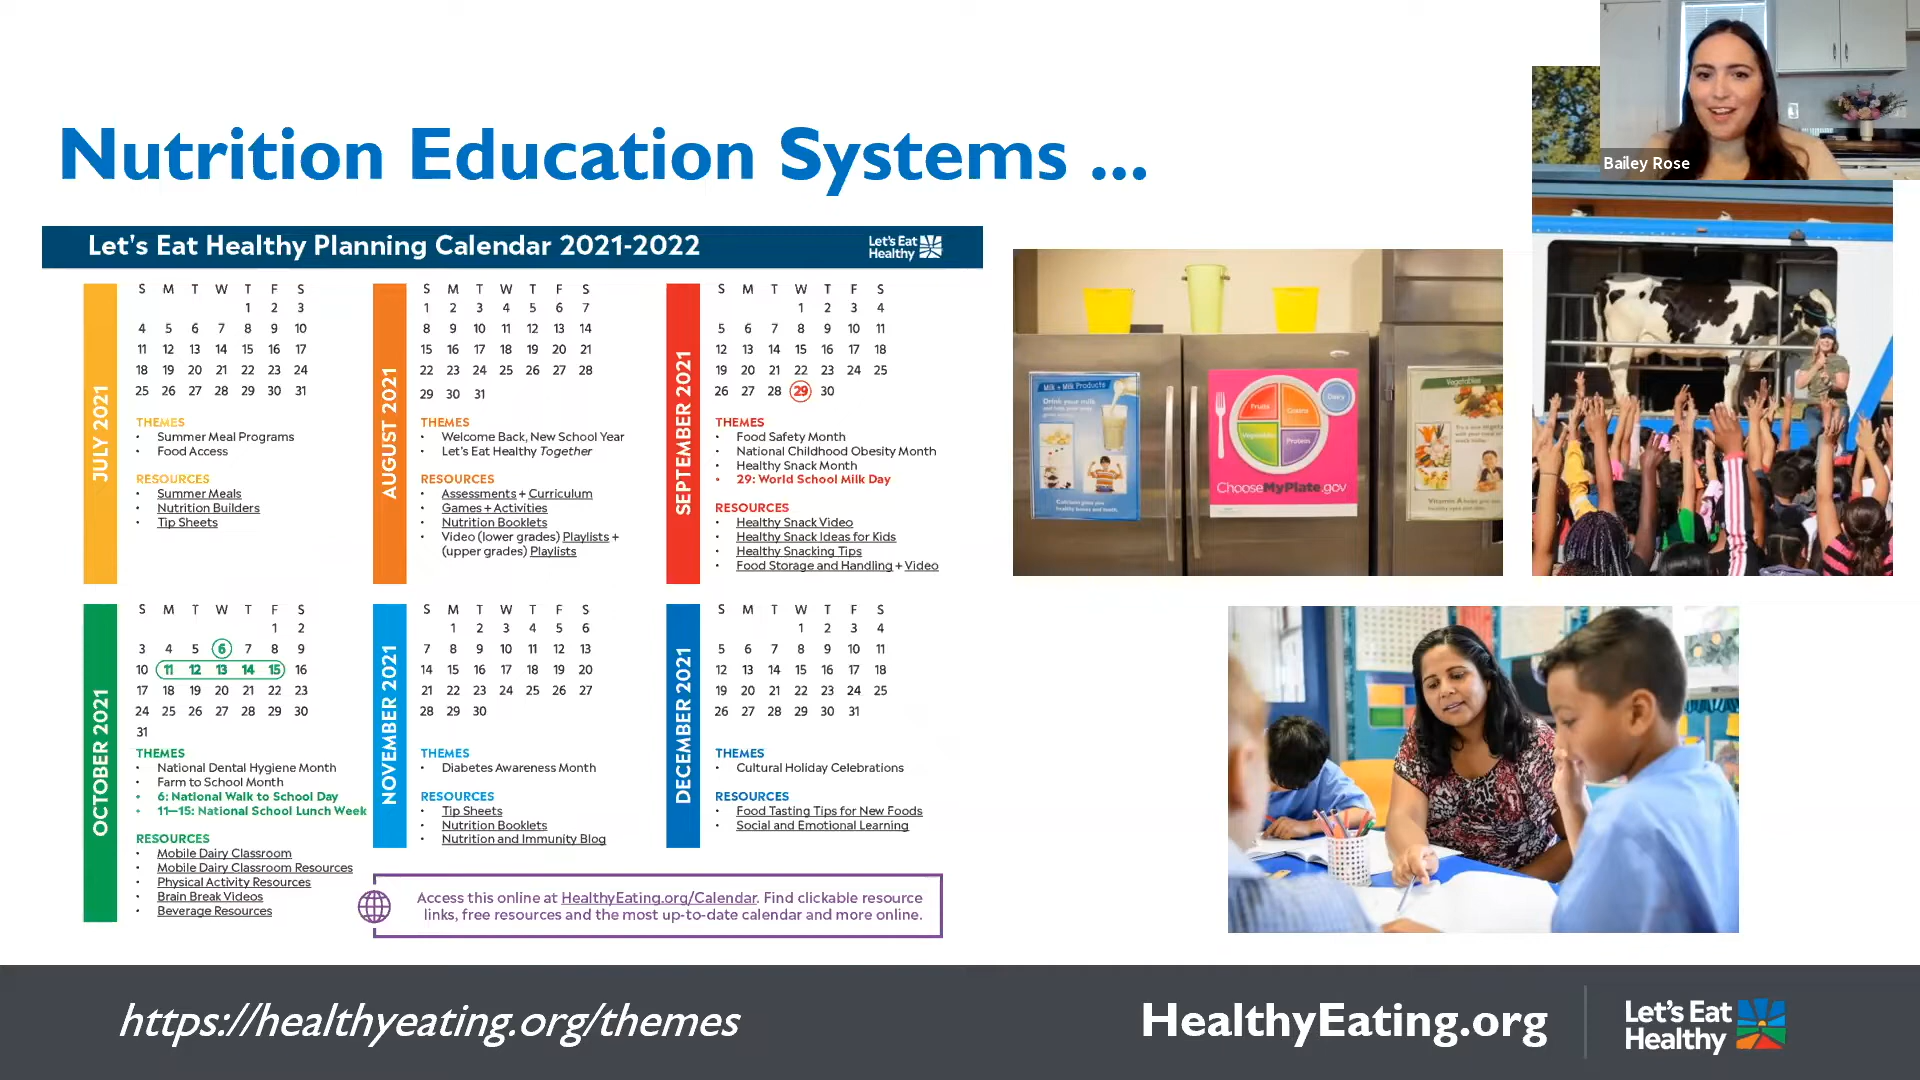 Bailey Rose
Nutrition Education Systems ...
Let's Eat Healthy Planning Calendar 2021-2022
Let's Eat
Healthy
JULY 2021
S M T W T F S
1 2 3
4 5 6 7 8 9 10
11 12 13 14 15 16 17
18 19 20 21 22 23 24
25 26 27 28 29 30 31
THEMES
• Summer Meal Programs
• Food Access
RESOURCES
• Summer Meals
• Nutrition Builders
• Tip Sheets
AUGUST 2021
S M T W T F S
1 2 3 4 5 6 7
8 9 10 11 12 13 14
15 16 17 18 19 20 21
22 23 24 25 26 27 28
29 30 31
THEMES
• Welcome Back, New School Year
• Let's Eat Healthy Together
RESOURCES
• Assessments + Curriculum
• Games + Activities
• Nutrition Booklets
• Video (lower grades) Playlists +
(upper grades) Playlists
SEPTEMBER 2021
S M T W T F S
1 2 3 4
5 6 7 8 9 10 11
12 13 14 15 16 17 18
19 20 21 22 23 24 25
26 27 28 29 30
THEMES
• Food Safety Month
• National Childhood Obesity Month
• Healthy Snack Month
• 29: World School Milk Day
RESOURCES
• Healthy Snack Video
• Healthy Snack Ideas for Kids
• Healthy Snacking Tips
• Food Storage and Handling + Video
OCTOBER 2021
S M T W T F S
1 2
3 4 5 6 7 8 9
10 11 12 13 14 15 16
17 18 19 20 21 22 23
24 25 26 27 28 29 30
31
THEMES
• National Dental Hygiene Month
• Farm to School Month
• 6: National Walk to School Day
• 11—15: National School Lunch Week
RESOURCES
• Mobile Dairy Classroom
• Mobile Dairy Classroom Resources
• Physical Activity Resources
• Brain Break Videos
• Beverage Resources
NOVEMBER 2021
S M T W T F S
1 2 3 4 5 6
7 8 9 10 11 12 13
14 15 16 17 18 19 20
21 22 23 24 25 26 27
28 29 30
THEMES
• Diabetes Awareness Month
RESOURCES
• Tip Sheets
• Nutrition Booklets
• Nutrition and Immunity Blog
DECEMBER 2021
S M T W T F S
1 2 3 4
5 6 7 8 9 10 11
12 13 14 15 16 17 18
19 20 21 22 23 24 25
26 27 28 29 30 31
THEMES
• Cultural Holiday Celebrations
RESOURCES
• Food Tasting Tips for New Foods
• Social and Emotional Learning
Access this online at HealthyEating.org/Calendar. Find clickable resource
links, free resources and the most up-to-date calendar and more online.
Milk + Milk Products
Drink your milk
Calcium gives you
healthy bones and teeth.
Fruits
Grains
Dairy
Vegetables
Protein
ChooseMyPlate.gov
Vegetables
https://healthyeating.org/themes
HealthyEating.org
Let's Eat
Healthy